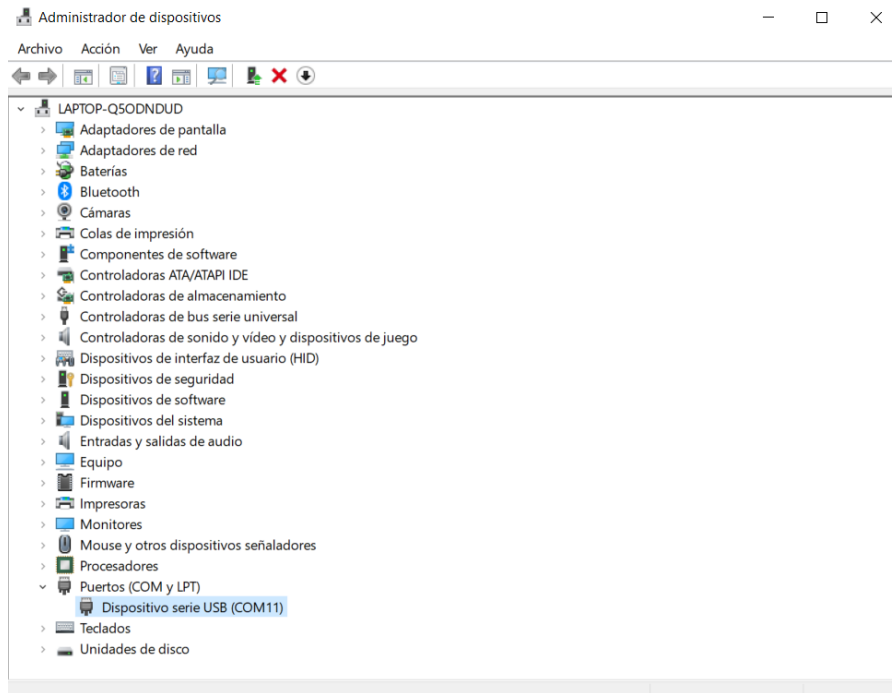 Administrador de dispositivos
Archivo Acción Ver Ayuda
LAPTOP-Q5ODNDUD
Adaptadores de pantalla
Adaptadores de red
Baterías
Bluetooth
Cámaras
Colas de impresión
Componentes de software
Controladoras ATA/ATAPI IDE
Controladoras de almacenamiento
Controladoras de bus serie universal
Controladoras de sonido y vídeo y dispositivos de juego
Dispositivos de interfaz de usuario (HID)
Dispositivos de seguridad
Dispositivos de software
Dispositivos del sistema
Entradas y salidas de audio
Equipo
Firmware
Impresoras
Monitores
Mouse y otros dispositivos señaladores
Procesadores
Puertos (COM y LPT)
Dispositivo serie USB (COM11)
Teclados
Unidades de disco